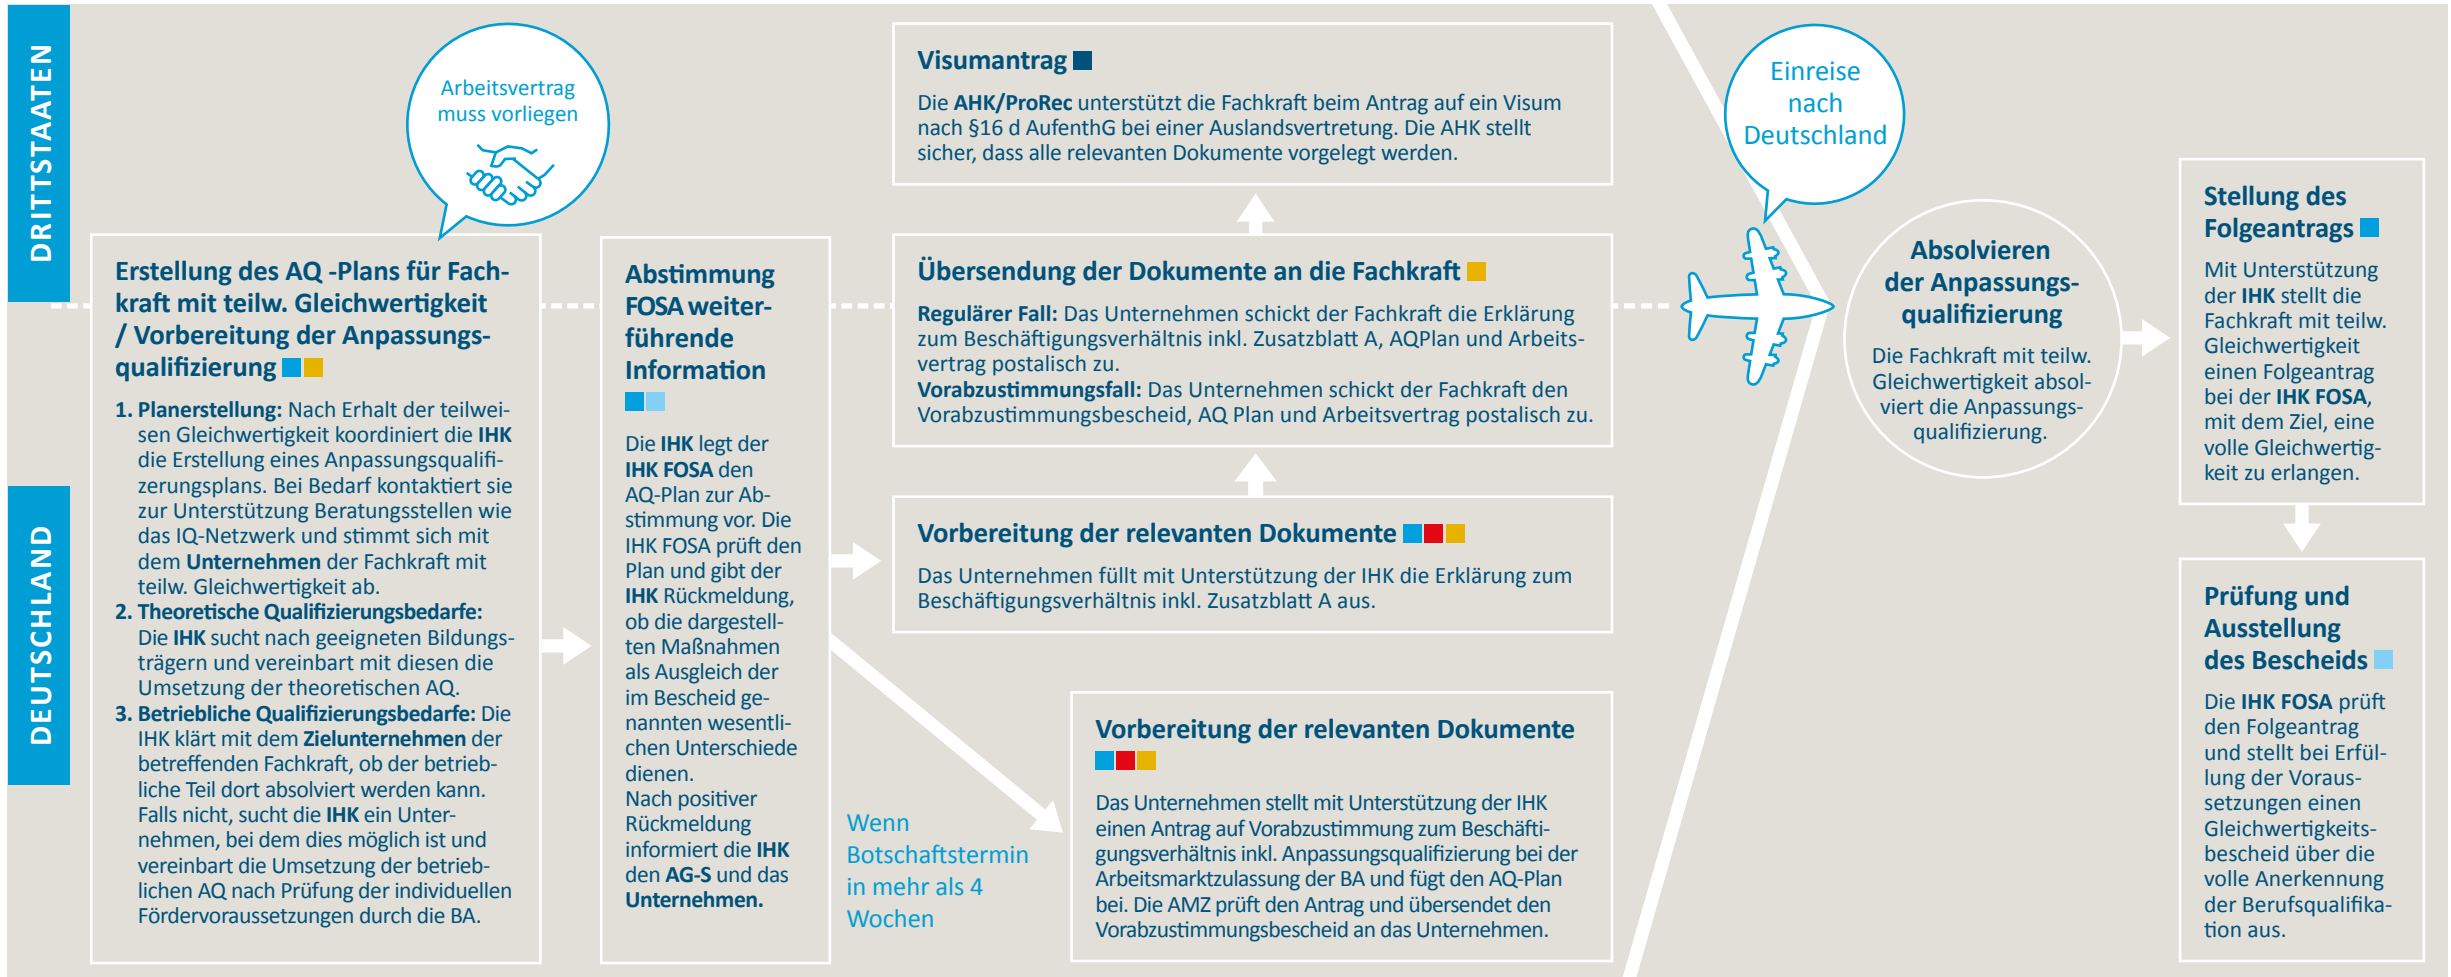 DRITTSTAATEN
DEUTSCHLAND
Arbeitsvertrag
muss vorliegen
Erstellung des AQ -Plans für Fach-
kraft mit teilw. Gleichwertigkeit
/ Vorbereitung der Anpassungs-
qualifizierung
1. Planerstellung: Nach Erhalt der teilwei-
sen Gleichwertigkeit koordiniert die IHK
die Erstellung eines Anpassungsqualifi-
zerungsplans. Bei Bedarf kontaktiert sie
zur Unterstützung Beratungsstellen wie
das IQ-Netzwerk und stimmt sich mit
dem Unternehmen der Fachkraft mit
teilw. Gleichwertigkeit ab.
2. Theoretische Qualifizierungsbedarfe:
Die IHK sucht nach geeigneten Bildungs-
trägern und vereinbart mit diesen die
Umsetzung der theoretischen AQ.
3. Betriebliche Qualifizierungsbedarfe: Die
IHK klärt mit dem Zielunternehmen der
betreffenden Fachkraft, ob der betrieb-
liche Teil dort absolviert werden kann.
Falls nicht, sucht die IHK ein Unter-
nehmen, bei dem dies möglich ist und
vereinbart die Umsetzung der betrieb-
lichen AQ nach Prüfung der individuellen
Fördervoraussetzungen durch die BA.
Abstimmung
FOSA weiter-
führende
Information
Die IHK legt der
IHK FOSA den
AQ-Plan zur Ab-
stimmung vor. Die
IHK FOSA prüft den
Plan und gibt der
IHK Rückmeldung,
ob die dargestell-
ten Maßnahmen
als Ausgleich der
im Bescheid ge-
nannten wesentli-
chen Unterschiede
dienen.
Nach positiver
Rückmeldung
informiert die IHK
den AG-S und das
Unternehmen.
Visumantrag
Die AHK/ProRec unterstützt die Fachkraft beim Antrag auf ein Visum
nach §16 d AufenthG bei einer Auslandsvertretung. Die AHK stellt
sicher, dass alle relevanten Dokumente vorgelegt werden.
Übersendung der Dokumente an die Fachkraft
Regulärer Fall: Das Unternehmen schickt der Fachkraft die Erklärung
zum Beschäftigungsverhältnis inkl. Zusatzblatt A, AQPlan und Arbeits-
vertrag postalisch zu.
Vorabzustimmungsfall: Das Unternehmen schickt der Fachkraft den
Vorabzustimmungsbescheid, AQ Plan und Arbeitsvertrag postalisch zu.
Vorbereitung der relevanten Dokumente
Das Unternehmen füllt mit Unterstützung der IHK die Erklärung zum
Beschäftigungsverhältnis inkl. Zusatzblatt A aus.
Wenn
Botschaftstermin
in mehr als 4
Wochen
Vorbereitung der relevanten Dokumente
Das Unternehmen stellt mit Unterstützung der IHK
einen Antrag auf Vorabzustimmung zum Beschäfti-
gungsverhältnis inkl. Anpassungsqualifizierung bei der
Arbeitsmarktzulassung der BA und fügt den AQ-Plan
bei. Die AMZ prüft den Antrag und übersendet den
Vorabzustimmungsbescheid an das Unternehmen.
Einreise
nach
Deutschland
Absolvieren
der Anpassungs-
qualifizierung
Die Fachkraft mit teilw.
Gleichwertigkeit absol-
viert die Anpassungs-
qualifizierung.
Stellung des
Folgeantrags
Mit Unterstützung
der IHK stellt die
Fachkraft mit teilw.
Gleichwertigkeit
einen Folgeantrag
bei der IHK FOSA,
mit dem Ziel, eine
volle Gleichwertig-
keit zu erlangen.
Prüfung und
Ausstellung
des Bescheids
Die IHK FOSA prüft
den Folgeantrag
und stellt bei Erfül-
lung der Voraus-
setzungen einen
Gleichwertigkeits-
bescheid über die
volle Anerkennung
der Berufsqualifika-
tion aus.